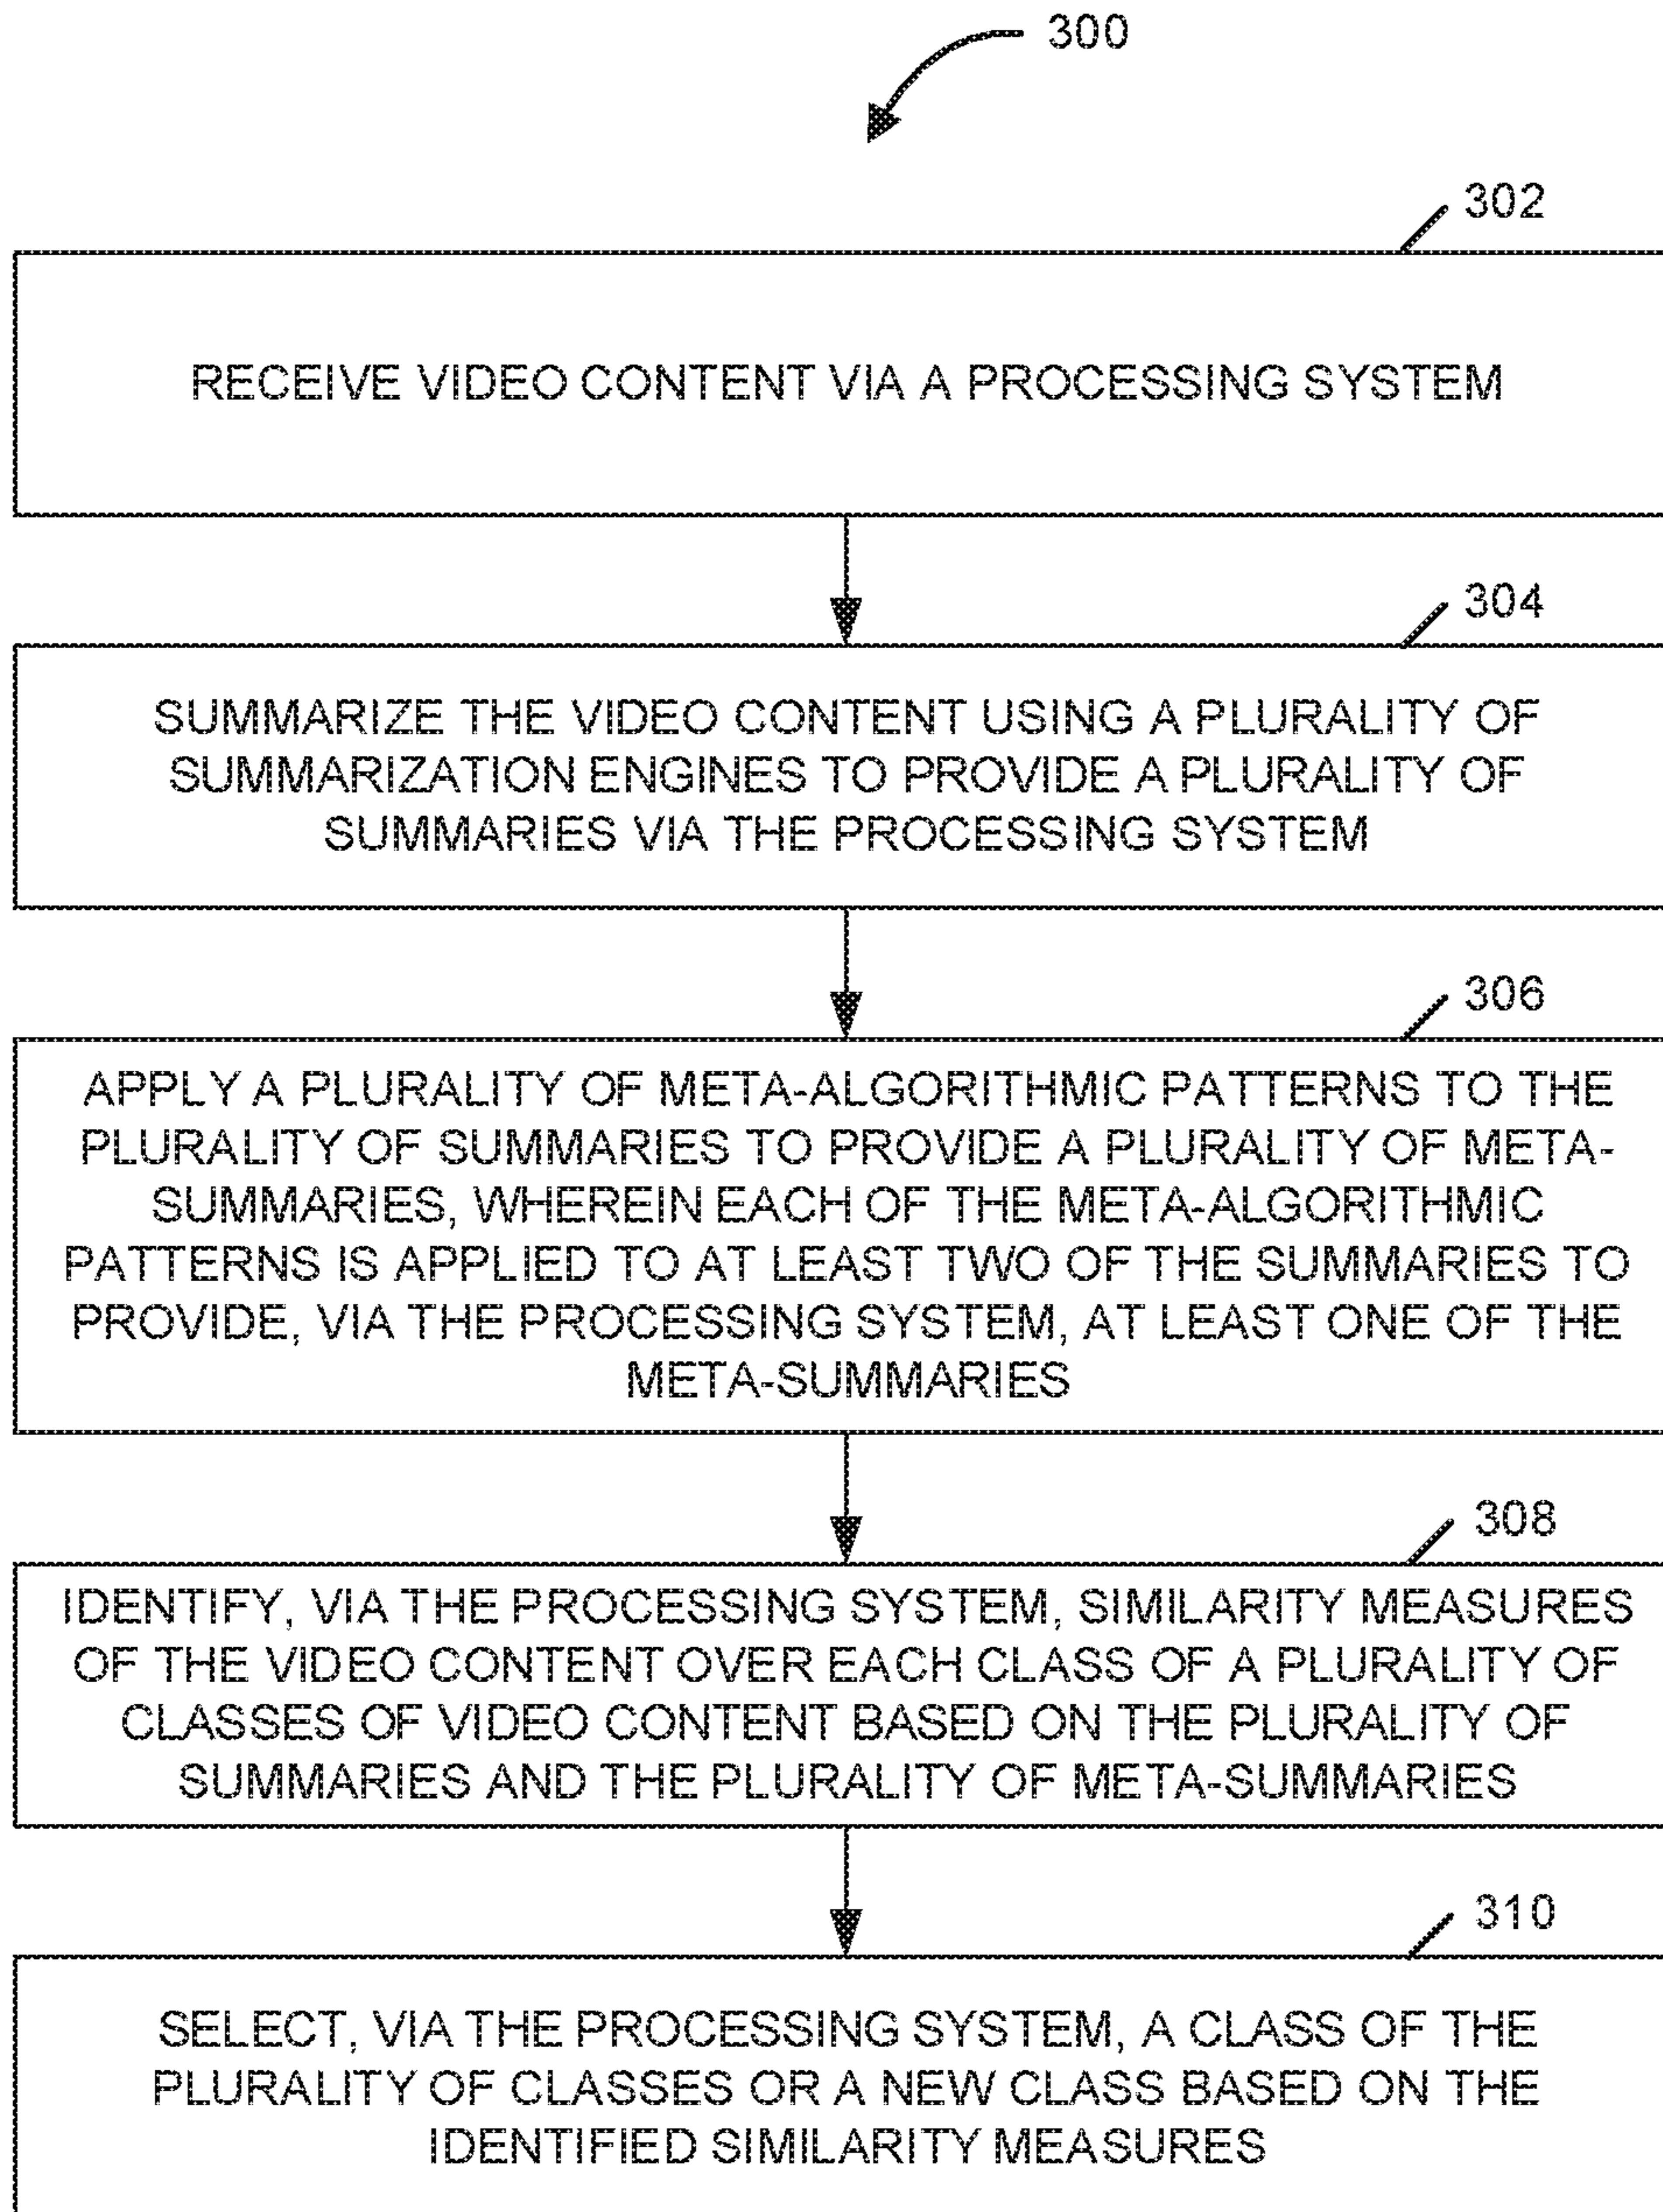 300
302
RECEIVE VIDEO CONTENT VIA A PROCESSING SYSTEM
304
SUMMARIZE THE VIDEO CONTENT USING A PLURALITY OF
SUMMARIZATION ENGINES TO PROVIDE A PLURALITY OF
SUMMARIES VIA THE PROCESSING SYSTEM
306
APPLY A PLURALITY OF META-ALGORITHMIC PATTERNS TO THE
PLURALITY OF SUMMARIES TO PROVIDE A PLURALITY OF META-
SUMMARIES, WHEREIN EACH OF THE META-ALGORITHMIC
PATTERNS IS APPLIED TO AT LEAST TWO OF THE SUMMARIES TO
PROVIDE, VIA THE PROCESSING SYSTEM, AT LEAST ONE OF THE
META-SUMMARIES
308
IDENTIFY, VIA THE PROCESSING SYSTEM, SIMILARITY MEASURES
OF THE VIDEO CONTENT OVER EACH CLASS OF A PLURALITY OF
CLASSES OF VIDEO CONTENT BASED ON THE PLURALITY OF
SUMMARIES AND THE PLURALITY OF META-SUMMARIES
310
SELECT, VIA THE PROCESSING SYSTEM, A CLASS OF THE
PLURALITY OF CLASSES OR A NEW CLASS BASED ON THE
IDENTIFIED SIMILARITY MEASURES